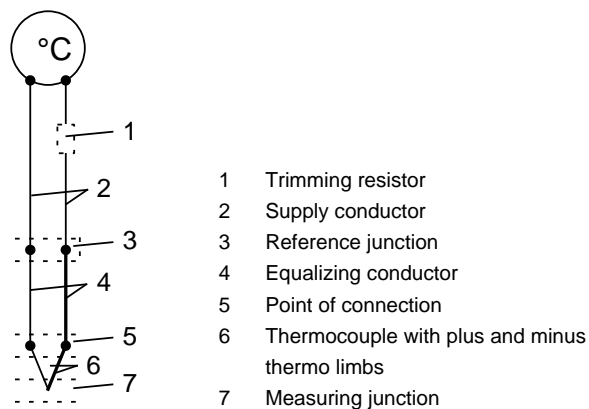 °C
1
2
3
4
5
6
7
1 Trimming resistor
2 Supply conductor
3 Reference junction
4 Equalizing conductor
5 Point of connection
6 Thermocouple with plus and minus
thermo limbs
7 Measuring junction